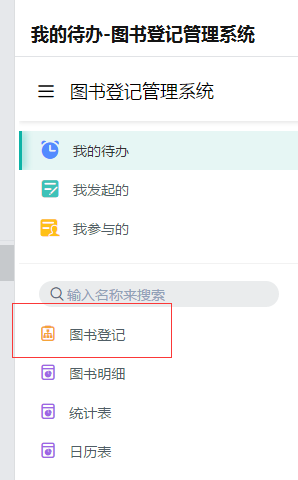 我的待办-图书登记管理系统
图书登记管理系统
我的待办
我发起的
我参与的
输入名称来搜索
图书登记
图书明细
统计表
日历表